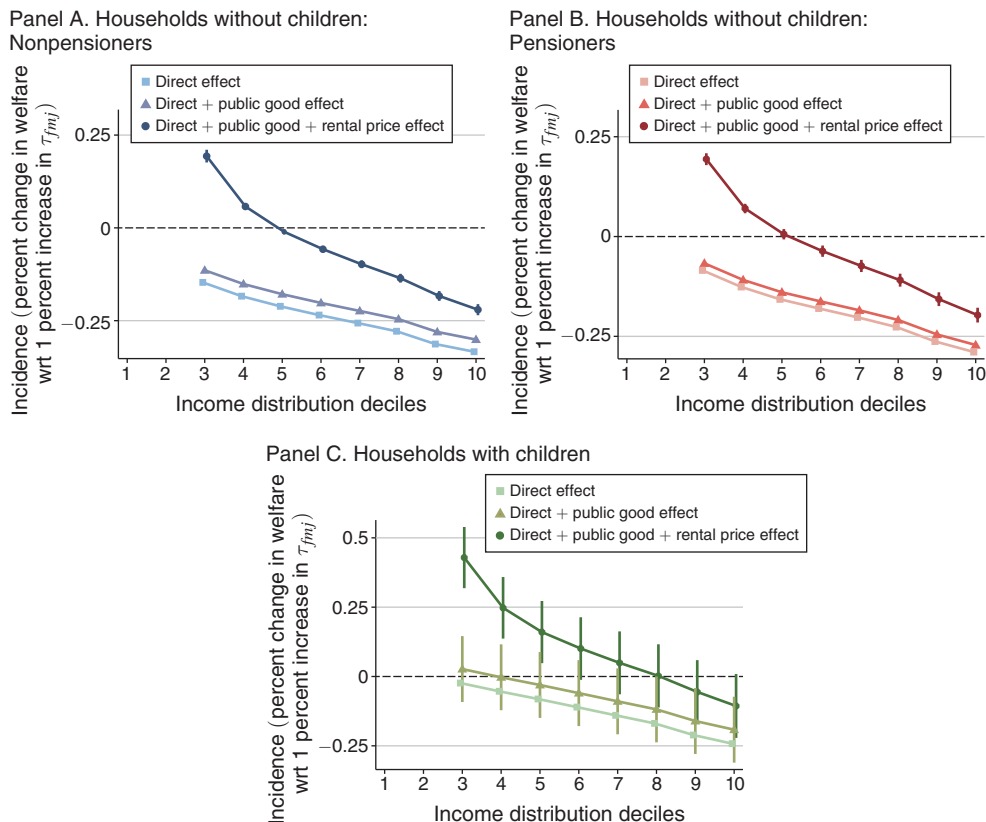 Panel A. Households without children:
Nonpensioners
Incidence (percent change in welfare
wrt 1 percent increase in τfmj)
Direct effect
Direct + public good effect
Direct + public good + rental price effect
0.25
0
−0.25
1 2 3 4 5 6 7 8 9 10
Income distribution deciles
Panel B. Households without children:
Pensioners
Incidence (percent change in welfare
wrt 1 percent increase in τfmj)
Direct effect
Direct + public good effect
Direct + public good + rental price effect
0.25
0
−0.25
1 2 3 4 5 6 7 8 9 10
Income distribution deciles
Panel C. Households with children
Incidence (percent change in welfare
wrt 1 percent increase in τfmj)
Direct effect
Direct + public good effect
Direct + public good + rental price effect
0.5
0.25
0
−0.25
1 2 3 4 5 6 7 8 9 10
Income distribution deciles